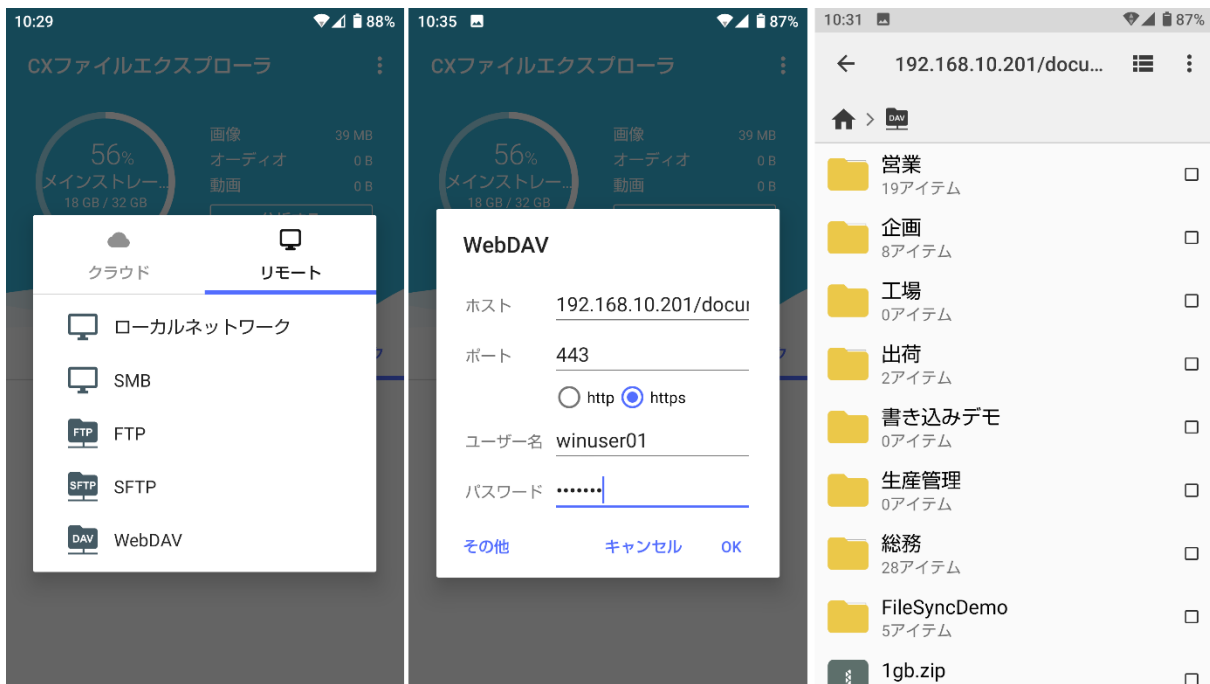 10:29
88%
CXファイルエクスプローラ
56%
メインストレー...
18 GB / 32 GB
画像 39 MB
オーディオ 0 B
動画 0 B
クラウド
リモート
ローカルネットワーク
SMB
FTP FTP
SFTP SFTP
DAV WebDAV
10:35
87%
CXファイルエクスプローラ
56%
メインストレー...
18 GB / 32 GB
画像 39 MB
オーディオ 0 B
動画 0 B
WebDAV
ホスト 192.168.10.201/docu
ポート 443
http https
ユーザー名 winuser01
パスワード •••••••
その他 キャンセル OK
10:31
87%
192.168.10.201/docu...
DAV
営業
19アイテム
企画
8アイテム
工場
0アイテム
出荷
2アイテム
書き込みデモ
0アイテム
生産管理
0アイテム
総務
28アイテム
FileSyncDemo
5アイテム
1gb.zip